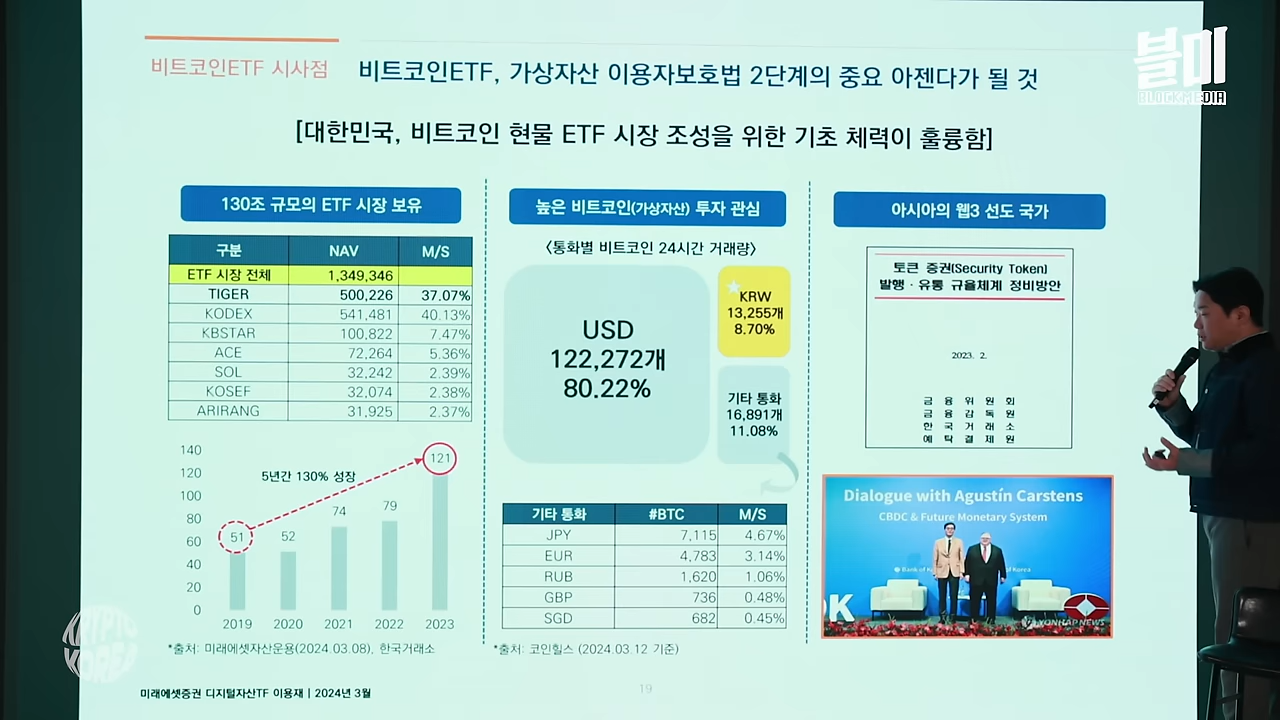 비트코인ETF 시사점
비트코인ETF, 가상자산 이용자보호법 2단계의 중요 아젠다가 될 것
블미
BLOCKMEDIA
[대한민국, 비트코인 현물 ETF 시장 조성을 위한 기초 체력이 훌륭함]
130조 규모의 ETF 시장 보유
구분 NAV M/S
ETF 시장 전체 1,349,346
TIGER 500,226 37.07%
KODEX 541,481 40.13%
KBSTAR 100,822 7.47%
ACE 72,264 5.36%
SOL 32,242 2.39%
KOSEF 32,074 2.38%
ARIRANG 31,925 2.37%
140
120
100
80
60
40
20
0
5년간 130% 성장
51
52
74
79
121
2019 2020 2021 2022 2023
*출처: 미래에셋자산운용(2024.03.08), 한국거래소
높은 비트코인(가상자산) 투자 관심
<통화별 비트코인 24시간 거래량>
USD
122,272개
80.22%
KRW
13,255개
8.70%
기타 통화
16,891개
11.08%
기타 통화 #BTC M/S
JPY 7,115 4.67%
EUR 4,783 3.14%
RUB 1,620 1.06%
GBP 736 0.48%
SGD 682 0.45%
*출처: 코인힐스 (2024.03.12 기준)
아시아의 웹3 선도 국가
토큰 증권(Security Token)
발행·유통 규율체계 정비방안
2023. 2.
금융위원회
금융감독원
한국거래소
예탁결제원
Dialogue with Agustín Carstens
CBDC & Future Monetary System
OK
YONHAP NEWS
KRYPTO
KOREA
미래에셋증권 디지털자산TF 이용재 | 2024년 3월
19